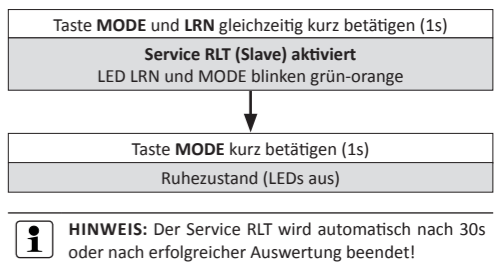 Taste MODE und LRN gleichzeitig kurz betätigen (1s)
Service RLT (Slave) aktiviert
LED LRN und MODE blinken grün-orange
Taste MODE kurz betätigen (1s)
Ruhezustand (LEDs aus)
HINWEIS: Der Service RLT wird automatisch nach 30s
oder nach erfolgreicher Auswertung beendet!